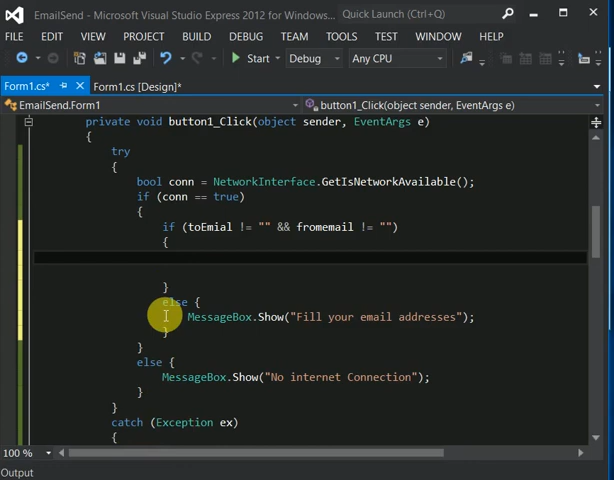 EmailSend - Microsoft Visual Studio Express 2012 for Windows...
Quick Launch (Ctrl+Q)
FILE EDIT VIEW PROJECT BUILD DEBUG TEAM TOOLS TEST WINDOW HELP
Start Debug Any CPU
Form1.cs* Form1.cs [Design]*
EmailSend.Form1 button1_Click(object sender, EventArgs e)
private void button1_Click(object sender, EventArgs e)
{
try
{
bool conn = NetworkInterface.GetIsNetworkAvailable();
if (conn == true)
{
if (toEmial != "" && fromemail != "")
{
}
else {
MessageBox.Show("Fill your email addresses");
}
}
else {
MessageBox.Show("No internet Connection");
}
}
catch (Exception ex)
{
100 %
Output